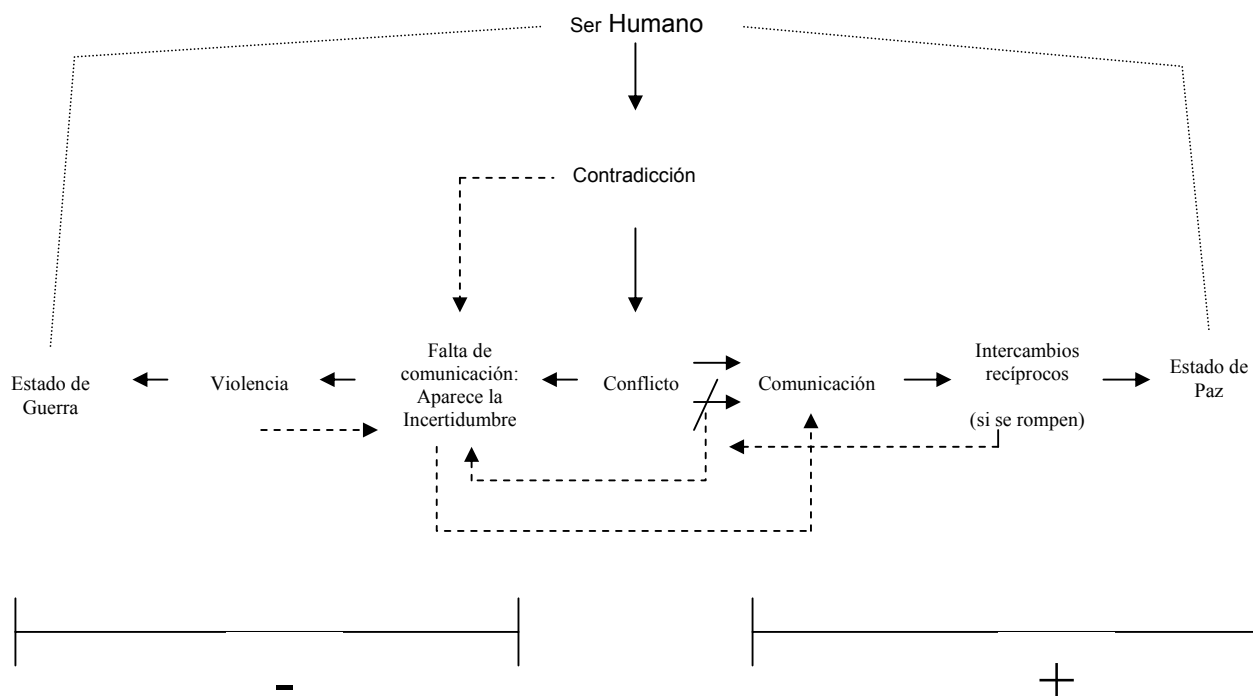 Ser Humano
Contradicción
Estado de
Guerra
Violencia
Falta de
comunicación:
Aparece la
Incertidumbre
Conflicto
Comunicación
Intercambios
recíprocos
(si se rompen)
Estado de
Paz
-
+